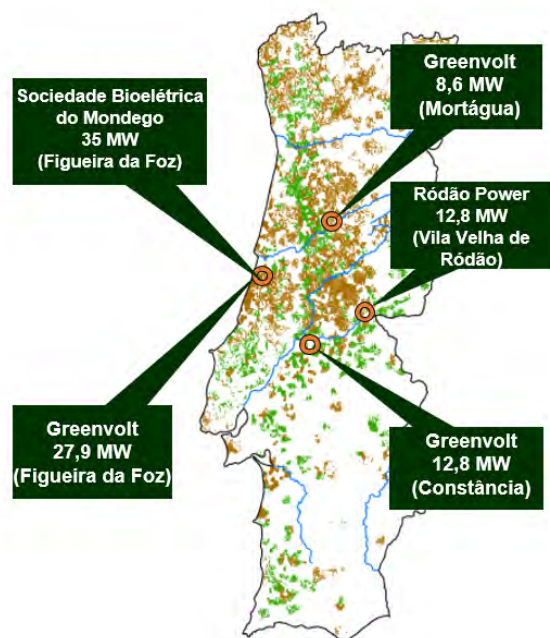 Sociedade Bioelétrica
do Mondego
35 MW
(Figueira da Foz)
Greenvolt
8,6 MW
(Mortágua)
Ródão Power
12,8 MW
(Vila Velha de
Ródão)
Greenvolt
27,9 MW
(Figueira da Foz)
Greenvolt
12,8 MW
(Constância)